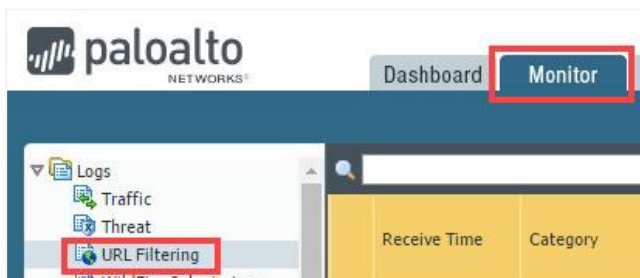 paloalto
NETWORKS®
Dashboard
Monitor
Logs
Traffic
Threat
URL Filtering
Receive Time
Category